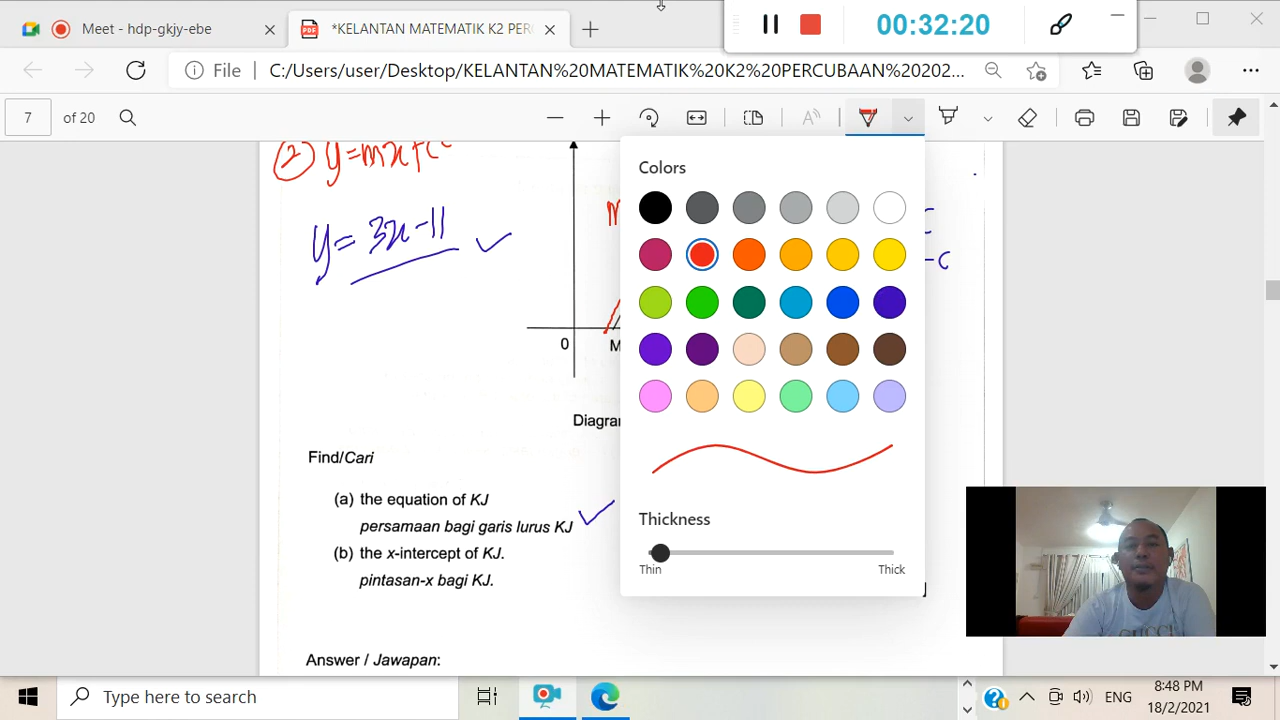 Meet - hdp-gkjy-ebe
*KELANTAN MATEMATIK K2 PERC
00:32:20
File
C:/Users/user/Desktop/KELANTAN%20MATEMATIK%20K2%20PERCUBAAN%20202...
7 of 20
② y=mx+c
y = 3x-11
-c
0
M
Diagram
Find/Cari
(a) the equation of KJ
persamaan bagi garis lurus KJ
(b) the x-intercept of KJ.
pintasan-x bagi KJ.
Answer / Jawapan:
Colors
Thickness
Thin Thick
GUCCI
Type here to search
ENG
8:48 PM
18/2/2021